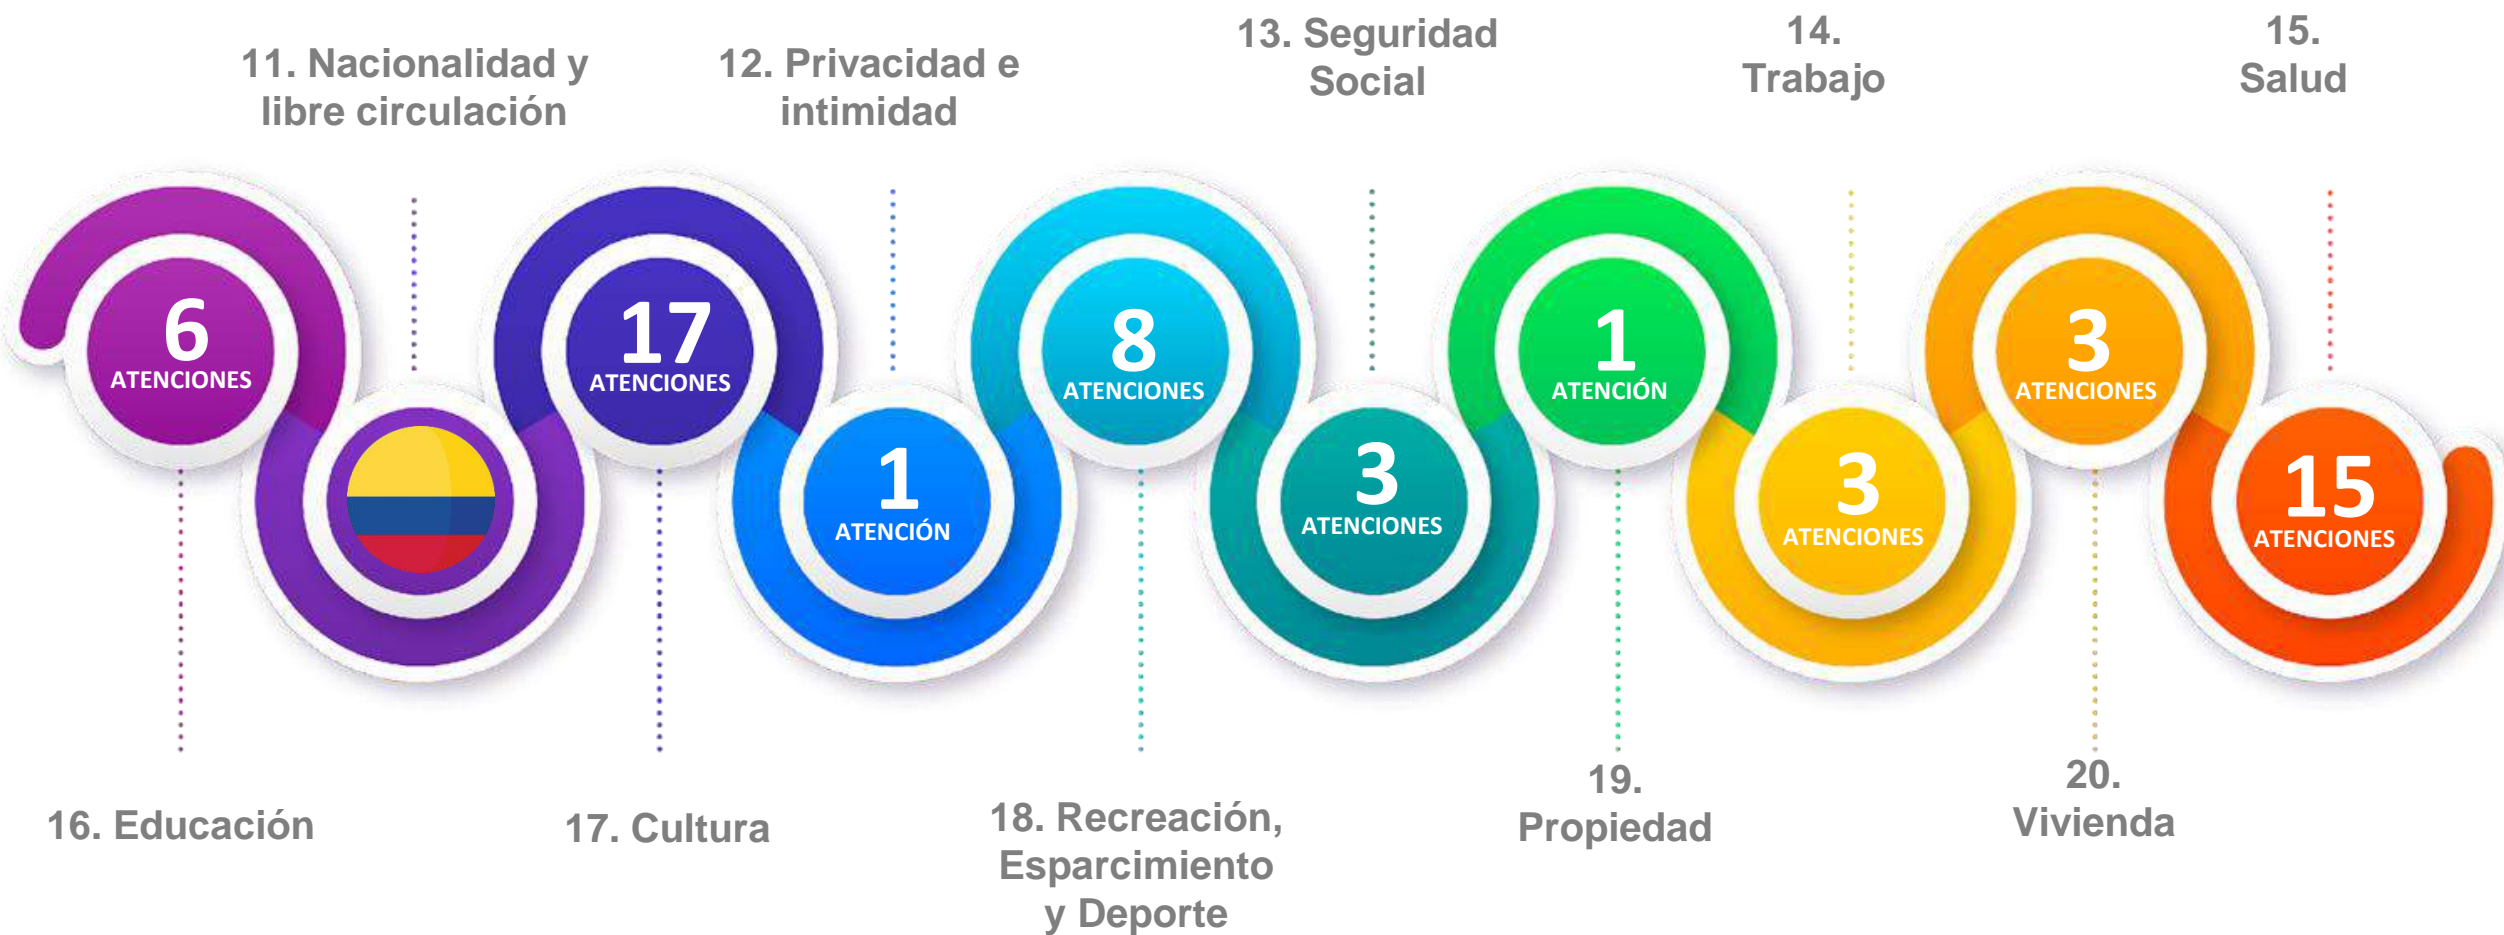 11. Nacionalidad y
libre circulación
12. Privacidad e
intimidad
13. Seguridad
Social
14.
Trabajo
15.
Salud
6
ATENCIONES
17
ATENCIONES
1
ATENCIÓN
8
ATENCIONES
3
ATENCIONES
1
ATENCIÓN
3
ATENCIONES
3
ATENCIONES
15
ATENCIONES
16. Educación
17. Cultura
18. Recreación,
Esparcimiento
y Deporte
19.
Propiedad
20.
Vivienda